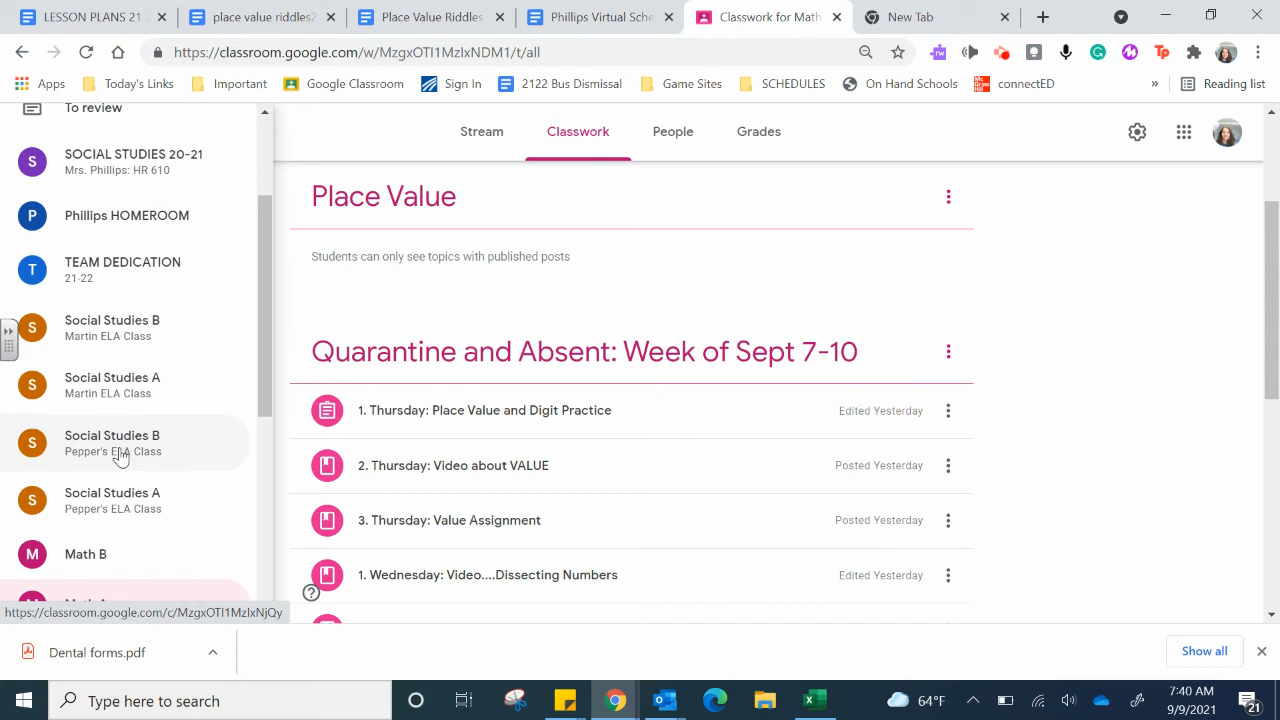 LESSON PLANS 21
place value riddles2
Place Value Riddles
Phillips Virtual Sche
Classwork for Math
New Tab
https://classroom.google.com/w/MzgxOTI1MzIxNDM1/t/all
Apps
Today's Links
Important
Google Classroom
Sign In
2122 Bus Dismissal
Game Sites
SCHEDULES
On Hand Schools
connectED
»
Reading list
To review
Stream
Classwork
People
Grades
S
SOCIAL STUDIES 20-21
Mrs. Phillips: HR 610
P
Phillips HOMEROOM
T
TEAM DEDICATION
21-22
S
Social Studies B
Martin ELA Class
S
Social Studies A
Martin ELA Class
S
Social Studies B
Pepper's ELA Class
S
Social Studies A
Pepper's ELA Class
M
Math B
https://classroom.google.com/c/MzgxOTI1MzIxNjQy
Place Value
Students can only see topics with published posts
Quarantine and Absent: Week of Sept 7-10
1. Thursday: Place Value and Digit Practice
Edited Yesterday
2. Thursday: Video about VALUE
Posted Yesterday
3. Thursday: Value Assignment
Posted Yesterday
1. Wednesday: Video....Dissecting Numbers
Edited Yesterday
Dental forms.pdf
Show all
Type here to search
64°F
7:40 AM
9/9/2021
21